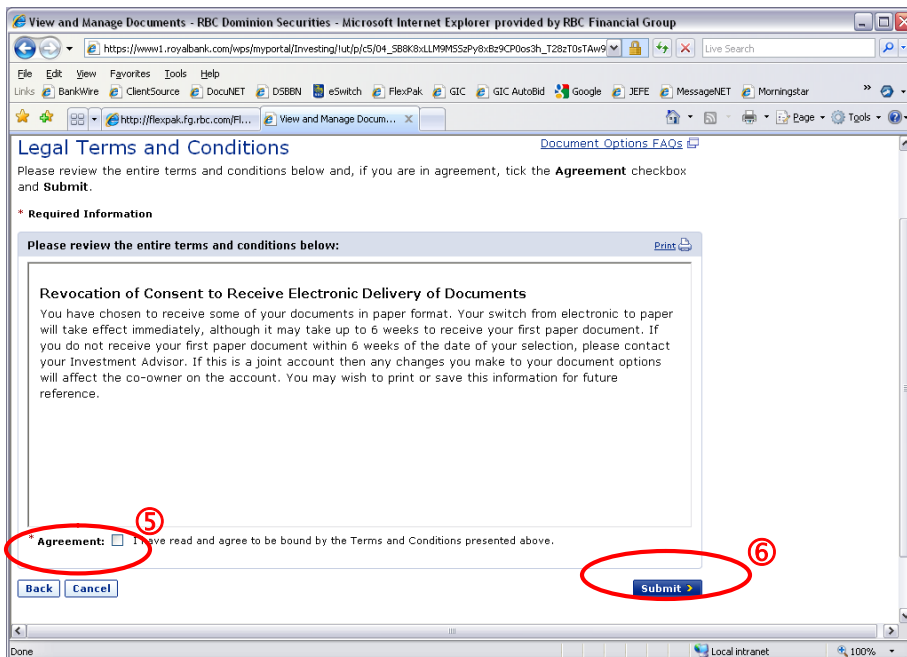 View and Manage Documents - RBC Dominion Securities - Microsoft Internet Explorer provided by RBC Financial Group
https://www1.royalbank.com/wps/myportal/Investing/!ut/p/c5/04_SB8K8xLLM9MSSzPy8xBz9CP0os3h_T28zT0sTAw9
Live Search
File Edit View Favorites Tools Help
Links BankWire ClientSource DocuNET DSBBN eSwitch FlexPak GIC GIC AutoBid Google JEFE MessageNET Morningstar »
http://flexpak.fg.rbc.com/Fl... View and Manage Docum... X Page Tools
Legal Terms and Conditions
Document Options FAQs
Please review the entire terms and conditions below and, if you are in agreement, tick the Agreement checkbox
and Submit.
* Required Information
Please review the entire terms and conditions below: Print
Revocation of Consent to Receive Electronic Delivery of Documents
You have chosen to receive some of your documents in paper format. Your switch from electronic to paper
will take effect immediately, although it may take up to 6 weeks to receive your first paper document. If
you do not receive your first paper document within 6 weeks of the date of your selection, please contact
your Investment Advisor. If this is a joint account then any changes you make to your document options
will affect the co-owner on the account. You may wish to print or save this information for future
reference.
⑤
* Agreement: I have read and agree to be bound by the Terms and Conditions presented above.
⑥
Back Cancel Submit >
Done Local intranet 100%